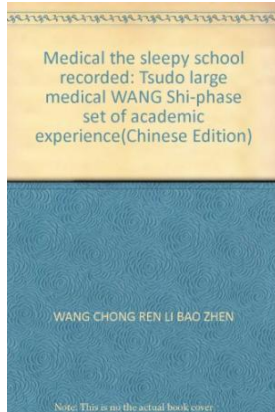 Medical the sleepy school
recorded: Tsudo large
medical WANG Shi-phase
set of academic
experience(Chinese Edition)
WANG CHONG REN LI BAO ZHEN
Note: This is no the actual book cover